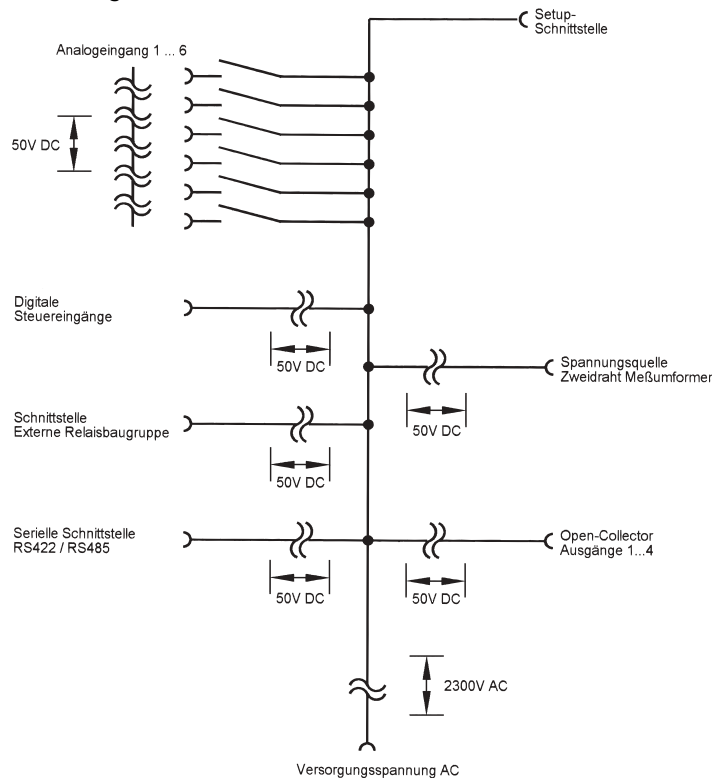 Setup-
Schnittstelle
Analogeingang 1 ... 6
50V DC
Digitale
Steuereingänge
50V DC
Spannungsquelle
Zweidraht Meßumformer
50V DC
Schnittstelle
Externe Relaisbaugruppe
50V DC
Serielle Schnittstelle
RS422 / RS485
50V DC
Open-Collector
Ausgänge 1...4
50V DC
2300V AC
Versorgungsspannung AC